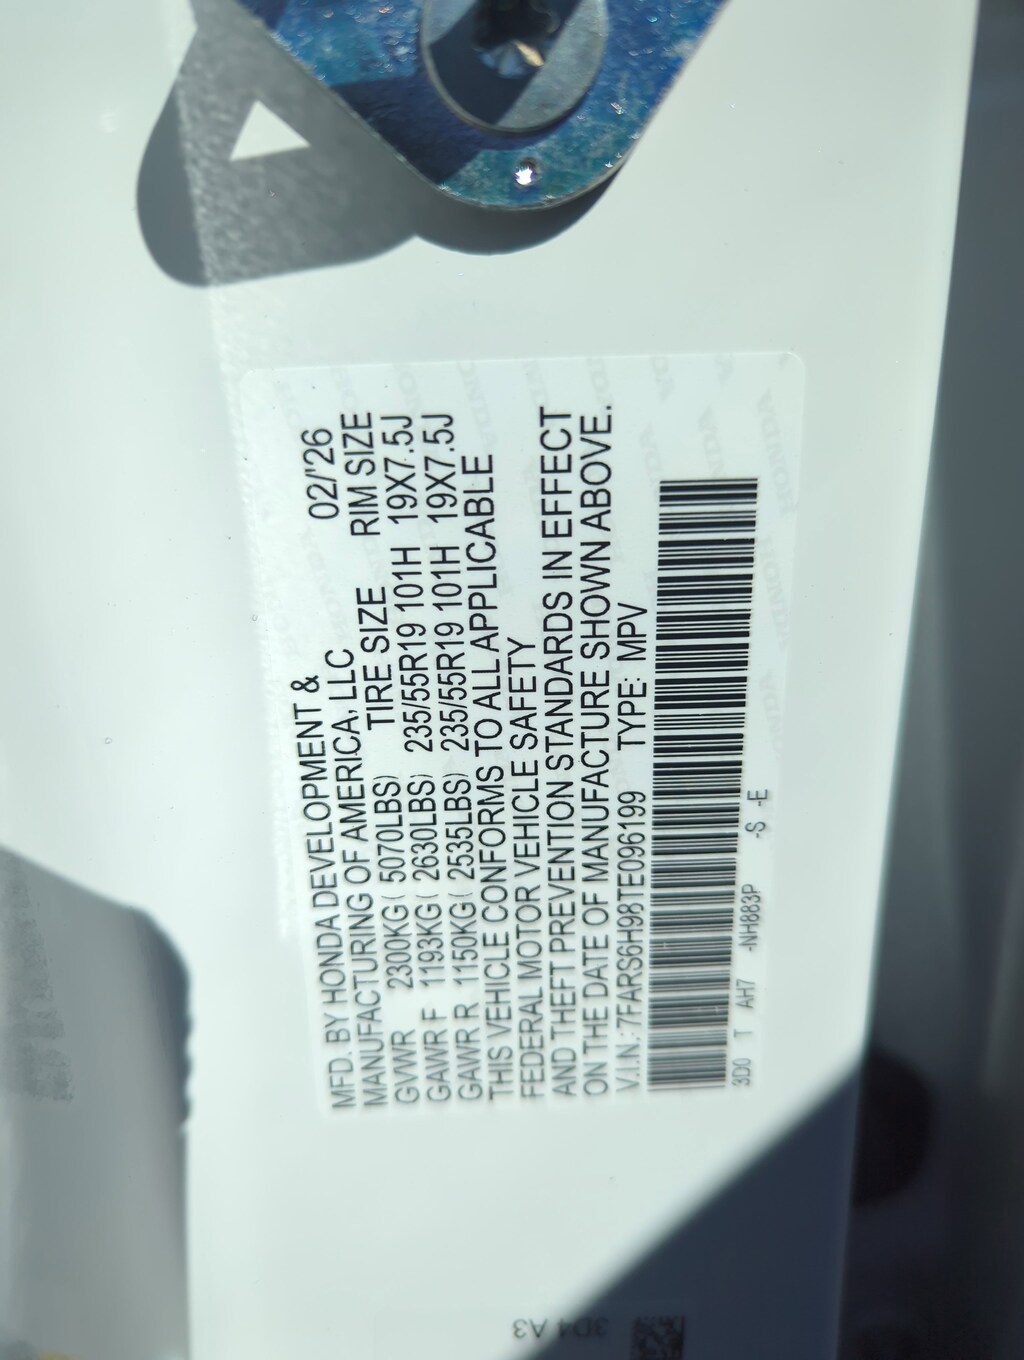 MFD. BY HONDA DEVELOPMENT &
MANUFACTURING OF AMERICA, LLC 02/'26
TIRE SIZE RIM SIZE
GVWR 2300KG( 5070LBS)
GAWR F 1193KG( 2630LBS) 235/55R19 101H 19X7.5J
GAWR R 1150KG( 2535LBS) 235/55R19 101H 19X7.5J
THIS VEHICLE CONFORMS TO ALL APPLICABLE
FEDERAL MOTOR VEHICLE SAFETY
AND THEFT PREVENTION STANDARDS IN EFFECT
ON THE DATE OF MANUFACTURE SHOWN ABOVE.
V.I.N.:7FARS6H98TE096199 TYPE: MPV
3D0 T AH7 -NH883P -S -E
3D4 A3